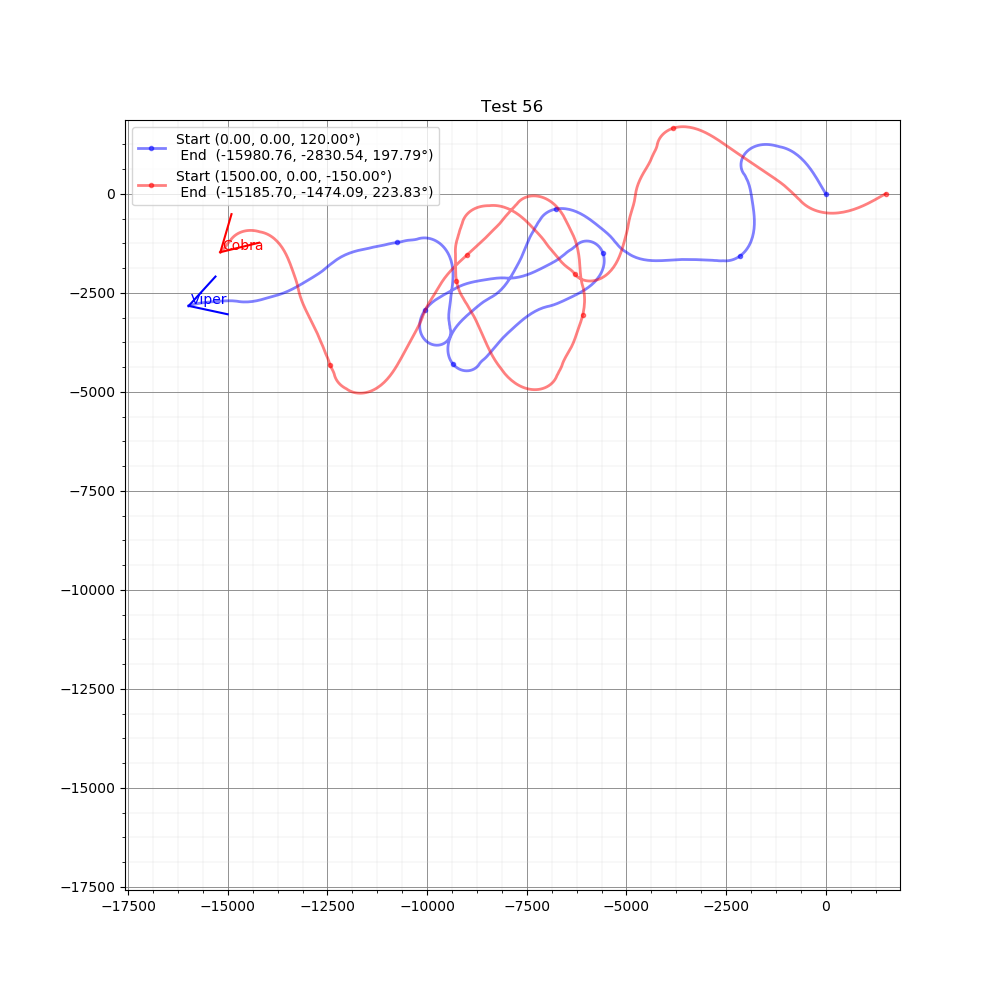 Test 56
Start (0.00, 0.00, 120.00°)
End  (-15980.76, -2830.54, 197.79°)
Start (1500.00, 0.00, -150.00°)
End  (-15185.70, -1474.09, 223.83°)
Cobra
Viper
0
−2500
−5000
−7500
−10000
−12500
−15000
−17500
−17500 −15000 −12500 −10000 −7500 −5000 −2500 0